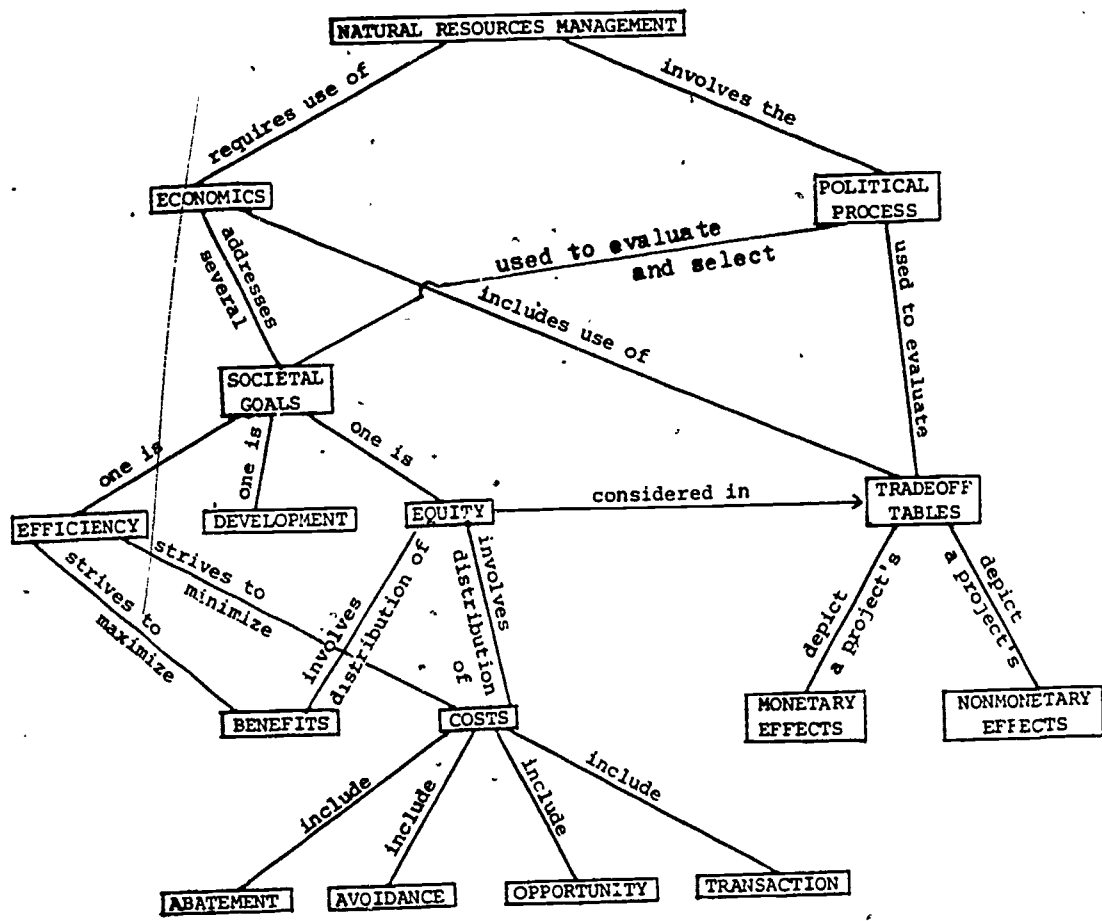 NATURAL RESOURCES MANAGEMENT
requires use of
involves the
ECONOMICS
POLITICAL
PROCESS
addresses
several
used to evaluate
and select
includes use of
used to evaluate
SOCIETAL
GOALS
one is
one is
one is
EFFICIENCY
DEVELOPMENT
EQUITY
considered in
TRADEOFF
TABLES
strives to
maximize
strives to
minimize
involves
distribution of
involves
distribution
of
depict
a project's
depict
a project's
BENEFITS
COSTS
MONETARY
EFFECTS
NONMONETARY
EFFECTS
include
include
include
include
ABATEMENT
AVOIDANCE
OPPORTUNITY
TRANSACTION